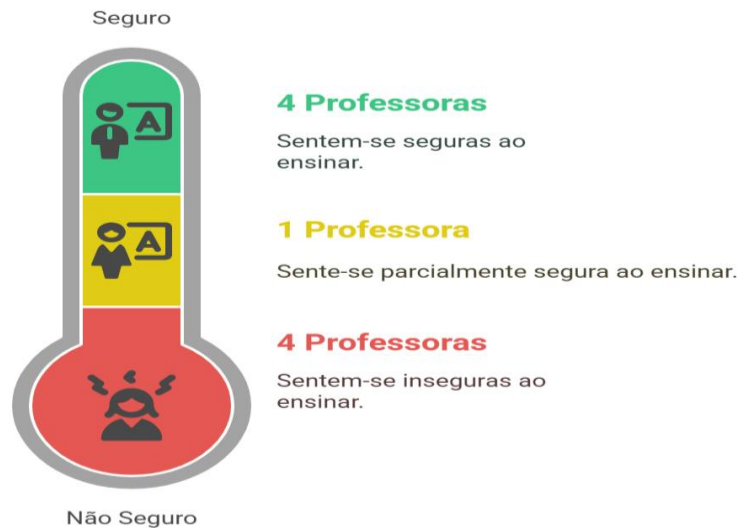 Seguro
A
4 Professoras
Sentem-se seguras ao
ensinar.
A
1 Professora
Sente-se parcialmente segura ao ensinar.
4 Professoras
Sentem-se inseguras ao
ensinar.
Não Seguro